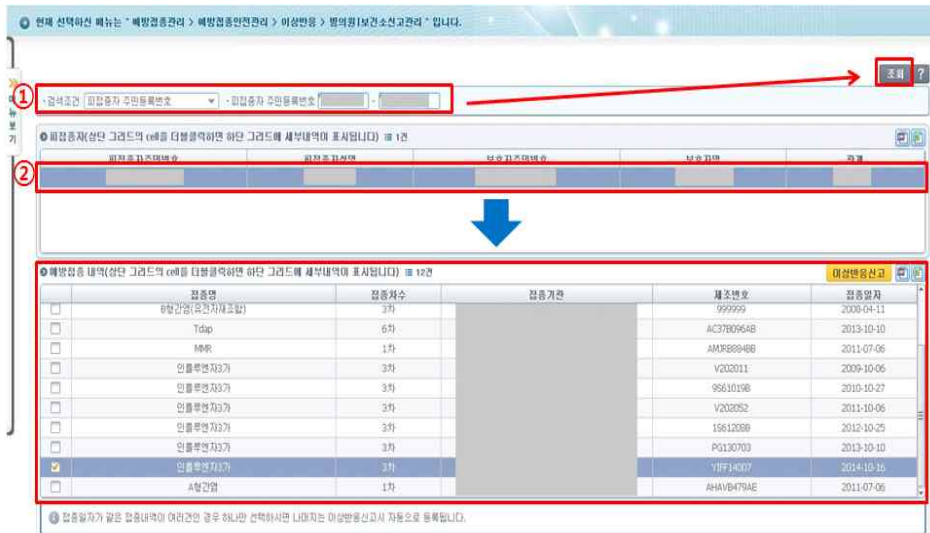 현재 선택하신 메뉴는 " 예방접종관리 > 예방접종안전관리 > 이상반응 > 병의원|보건소신고관리 " 입니다.
조회 ?
메뉴보기
① ·검색조건 피접종자 주민등록번호 ·피접종자 주민등록번호 -
피접종자(상단 그리드의 cell을 더블클릭하면 하단 그리드에 세부내역이 표시됩니다) 1건
피접종자주민번호 피접종자성명 보호자주민번호 보호자명 관계
②
예방접종 내역(상단 그리드의 cell을 더블클릭하면 하단 그리드에 세부내역이 표시됩니다) 12건 이상반응신고
접종명 접종차수 접종기관 제조번호 접종일자
B형간염(유전자재조합) 3차 999999 2008-04-11
Tdap 6차 AC37B096AB 2013-10-10
MMR 1차 AMJRB884BB 2011-07-06
인플루엔자3가 3차 V202011 2009-10-06
인플루엔자3가 3차 9561019B 2010-10-27
인플루엔자3가 3차 V202052 2011-10-06
인플루엔자3가 3차 1561208B 2012-10-25
인플루엔자3가 3차 PG130703 2013-10-10
인플루엔자3가 3차 YIFF14007 2014-10-16
A형간염 1차 AHAVB479AE 2011-07-06
접종일자가 같은 접종내역이 여러건인 경우 하나만 선택하시면 나머지는 이상반응신고시 자동으로 등록됩니다.